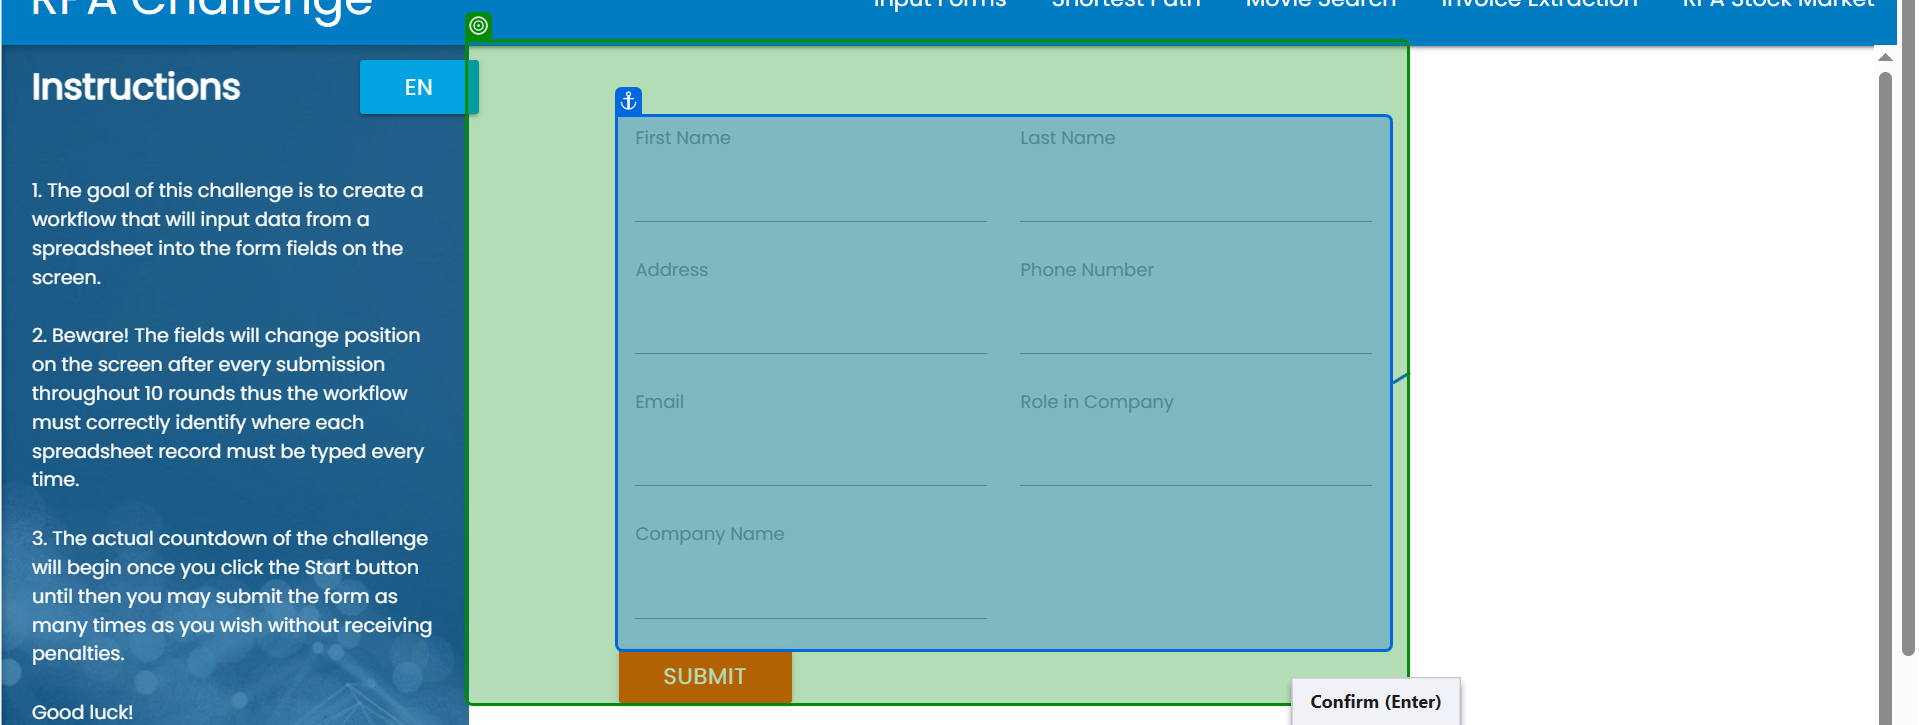 RPA Challenge
Input Forms Shortest Path Movie Search Invoice Extraction RPA Stock Market
Instructions
EN
1. The goal of this challenge is to create a
workflow that will input data from a
spreadsheet into the form fields on the
screen.
2. Beware! The fields will change position
on the screen after every submission
throughout 10 rounds thus the workflow
must correctly identify where each
spreadsheet record must be typed every
time.
3. The actual countdown of the challenge
will begin once you click the Start button
until then you may submit the form as
many times as you wish without receiving
penalties.
Good luck!
First Name
Last Name
Address
Phone Number
Email
Role in Company
Company Name
SUBMIT
Confirm (Enter)